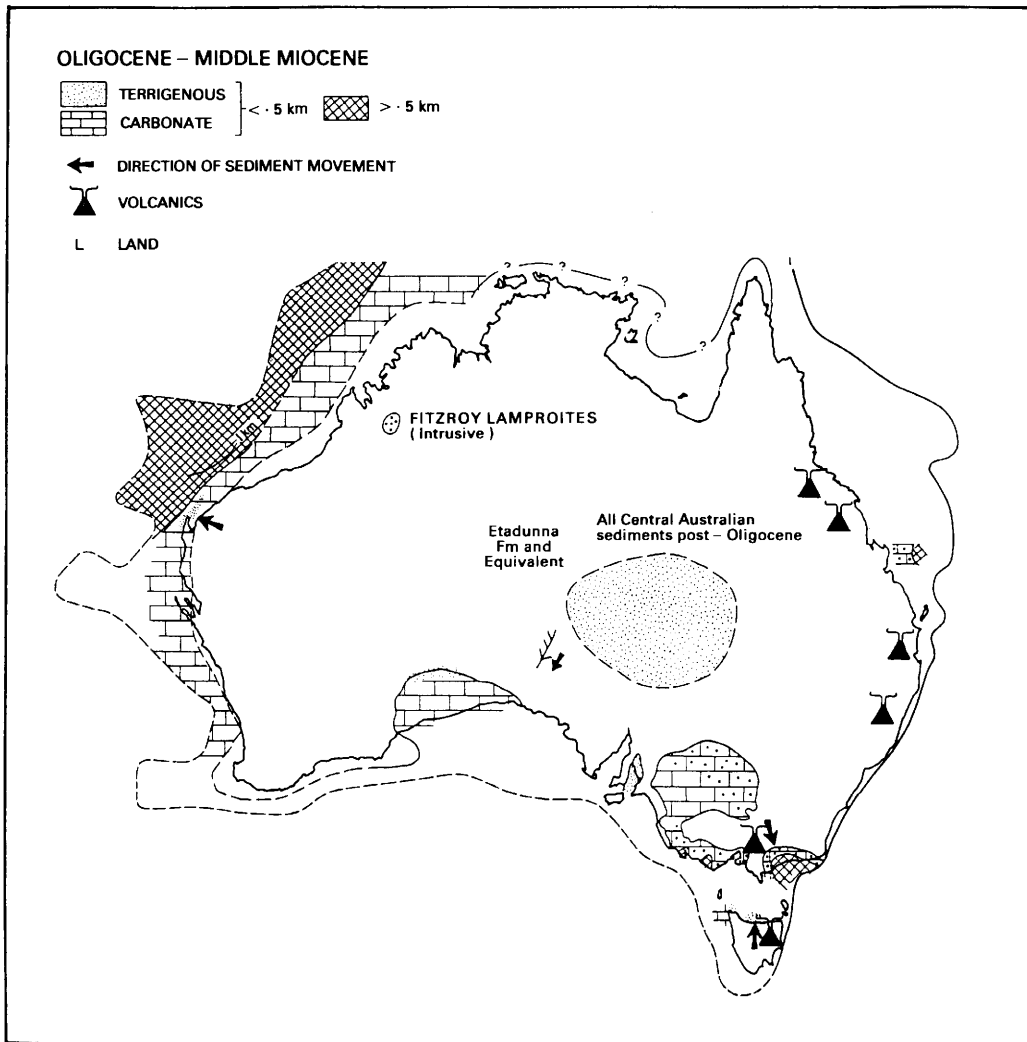 OLIGOCENE – MIDDLE MIOCENE
TERRIGENOUS
CARBONATE
< · 5 km
> · 5 km
DIRECTION OF SEDIMENT MOVEMENT
VOLCANICS
L LAND
? ? ? ? ? ?
1km
FITZROY LAMPROITES
( Intrusive )
Etadunna
Fm and
Equivalent
All Central Australian
sediments post – Oligocene